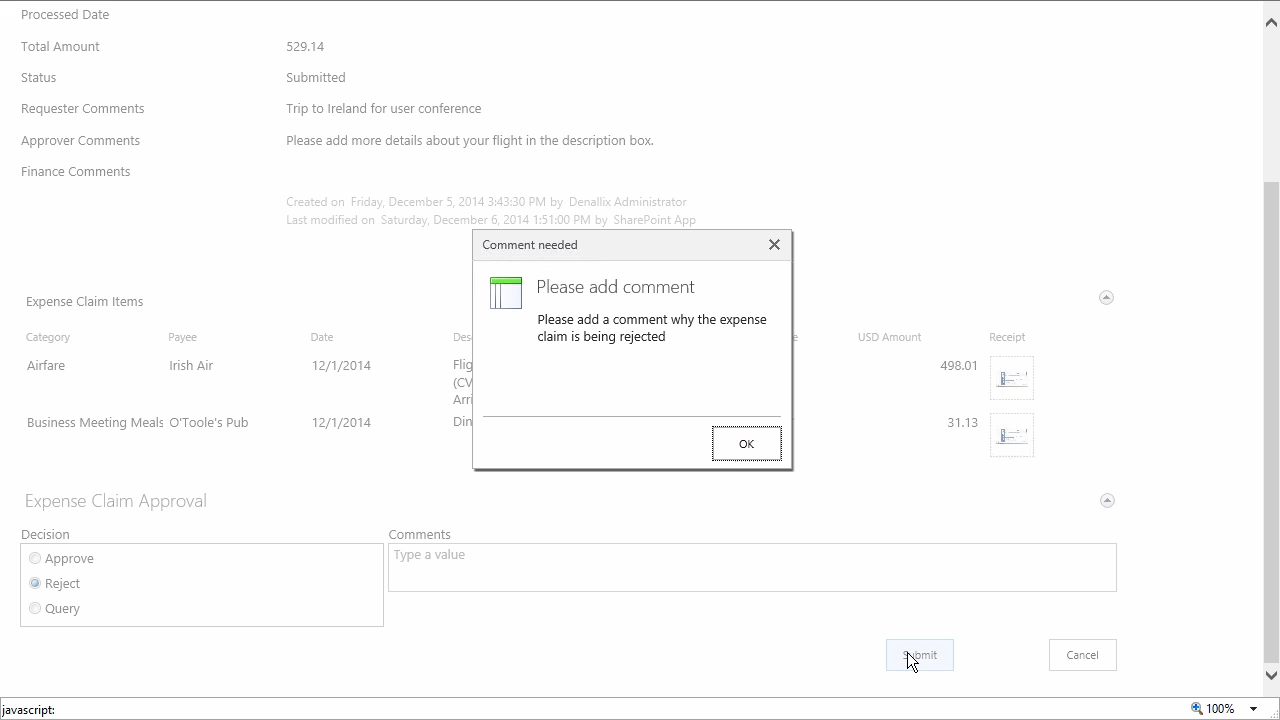 Processed Date
Total Amount 529.14
Status Submitted
Requester Comments Trip to Ireland for user conference
Approver Comments Please add more details about your flight in the description box.
Finance Comments
Created on Friday, December 5, 2014 3:43:30 PM by Denallix Administrator
Last modified on Saturday, December 6, 2014 1:51:00 PM by SharePoint App
Comment needed
Please add comment
Please add a comment why the expense
claim is being rejected
OK
Expense Claim Items
Category Payee Date USD Amount Receipt
Airfare Irish Air 12/1/2014 498.01
Business Meeting Meals O'Toole's Pub 12/1/2014 31.13
Expense Claim Approval
Decision Comments
Approve Type a value
Reject
Query
Submit Cancel
javascript: 100%